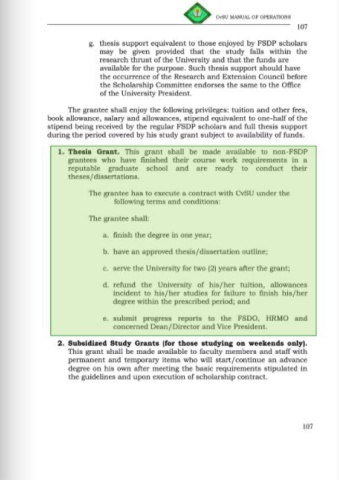 CvSU MANUAL OF OPERATIONS
107
g. thesis support equivalent to those enjoyed by FSDP scholars
may be given provided that the study falls within the
research thrust of the University and that the funds are
available for the purpose. Such thesis support should have
the occurrence of the Research and Extension Council before
the Scholarship Committee endorses the same to the Office
of the University President.
The grantee shall enjoy the following privileges: tuition and other fees,
book allowance, salary and allowances, stipend equivalent to one-half of the
stipend being received by the regular FSDP scholars and full thesis support
during the period covered by his study grant subject to availability of funds.
1. Thesis Grant. This grant shall be made available to non-FSDP
grantees who have finished their course work requirements in a
reputable graduate school and are ready to conduct their
theses/dissertations.
The grantee has to execute a contract with CvSU under the
following terms and conditions:
The grantee shall:
a. finish the degree in one year;
b. have an approved thesis/dissertation outline;
c. serve the University for two (2) years after the grant;
d. refund the University of his/her tuition, allowances
incident to his/her studies for failure to finish his/her
degree within the prescribed period; and
e. submit progress reports to the FSDO, HRMO and
concerned Dean/Director and Vice President.
2. Subsidized Study Grants (for those studying on weekends only).
This grant shall be made available to faculty members and staff with
permanent and temporary items who will start/continue an advance
degree on his own after meeting the basic requirements stipulated in
the guidelines and upon execution of scholarship contract.
107